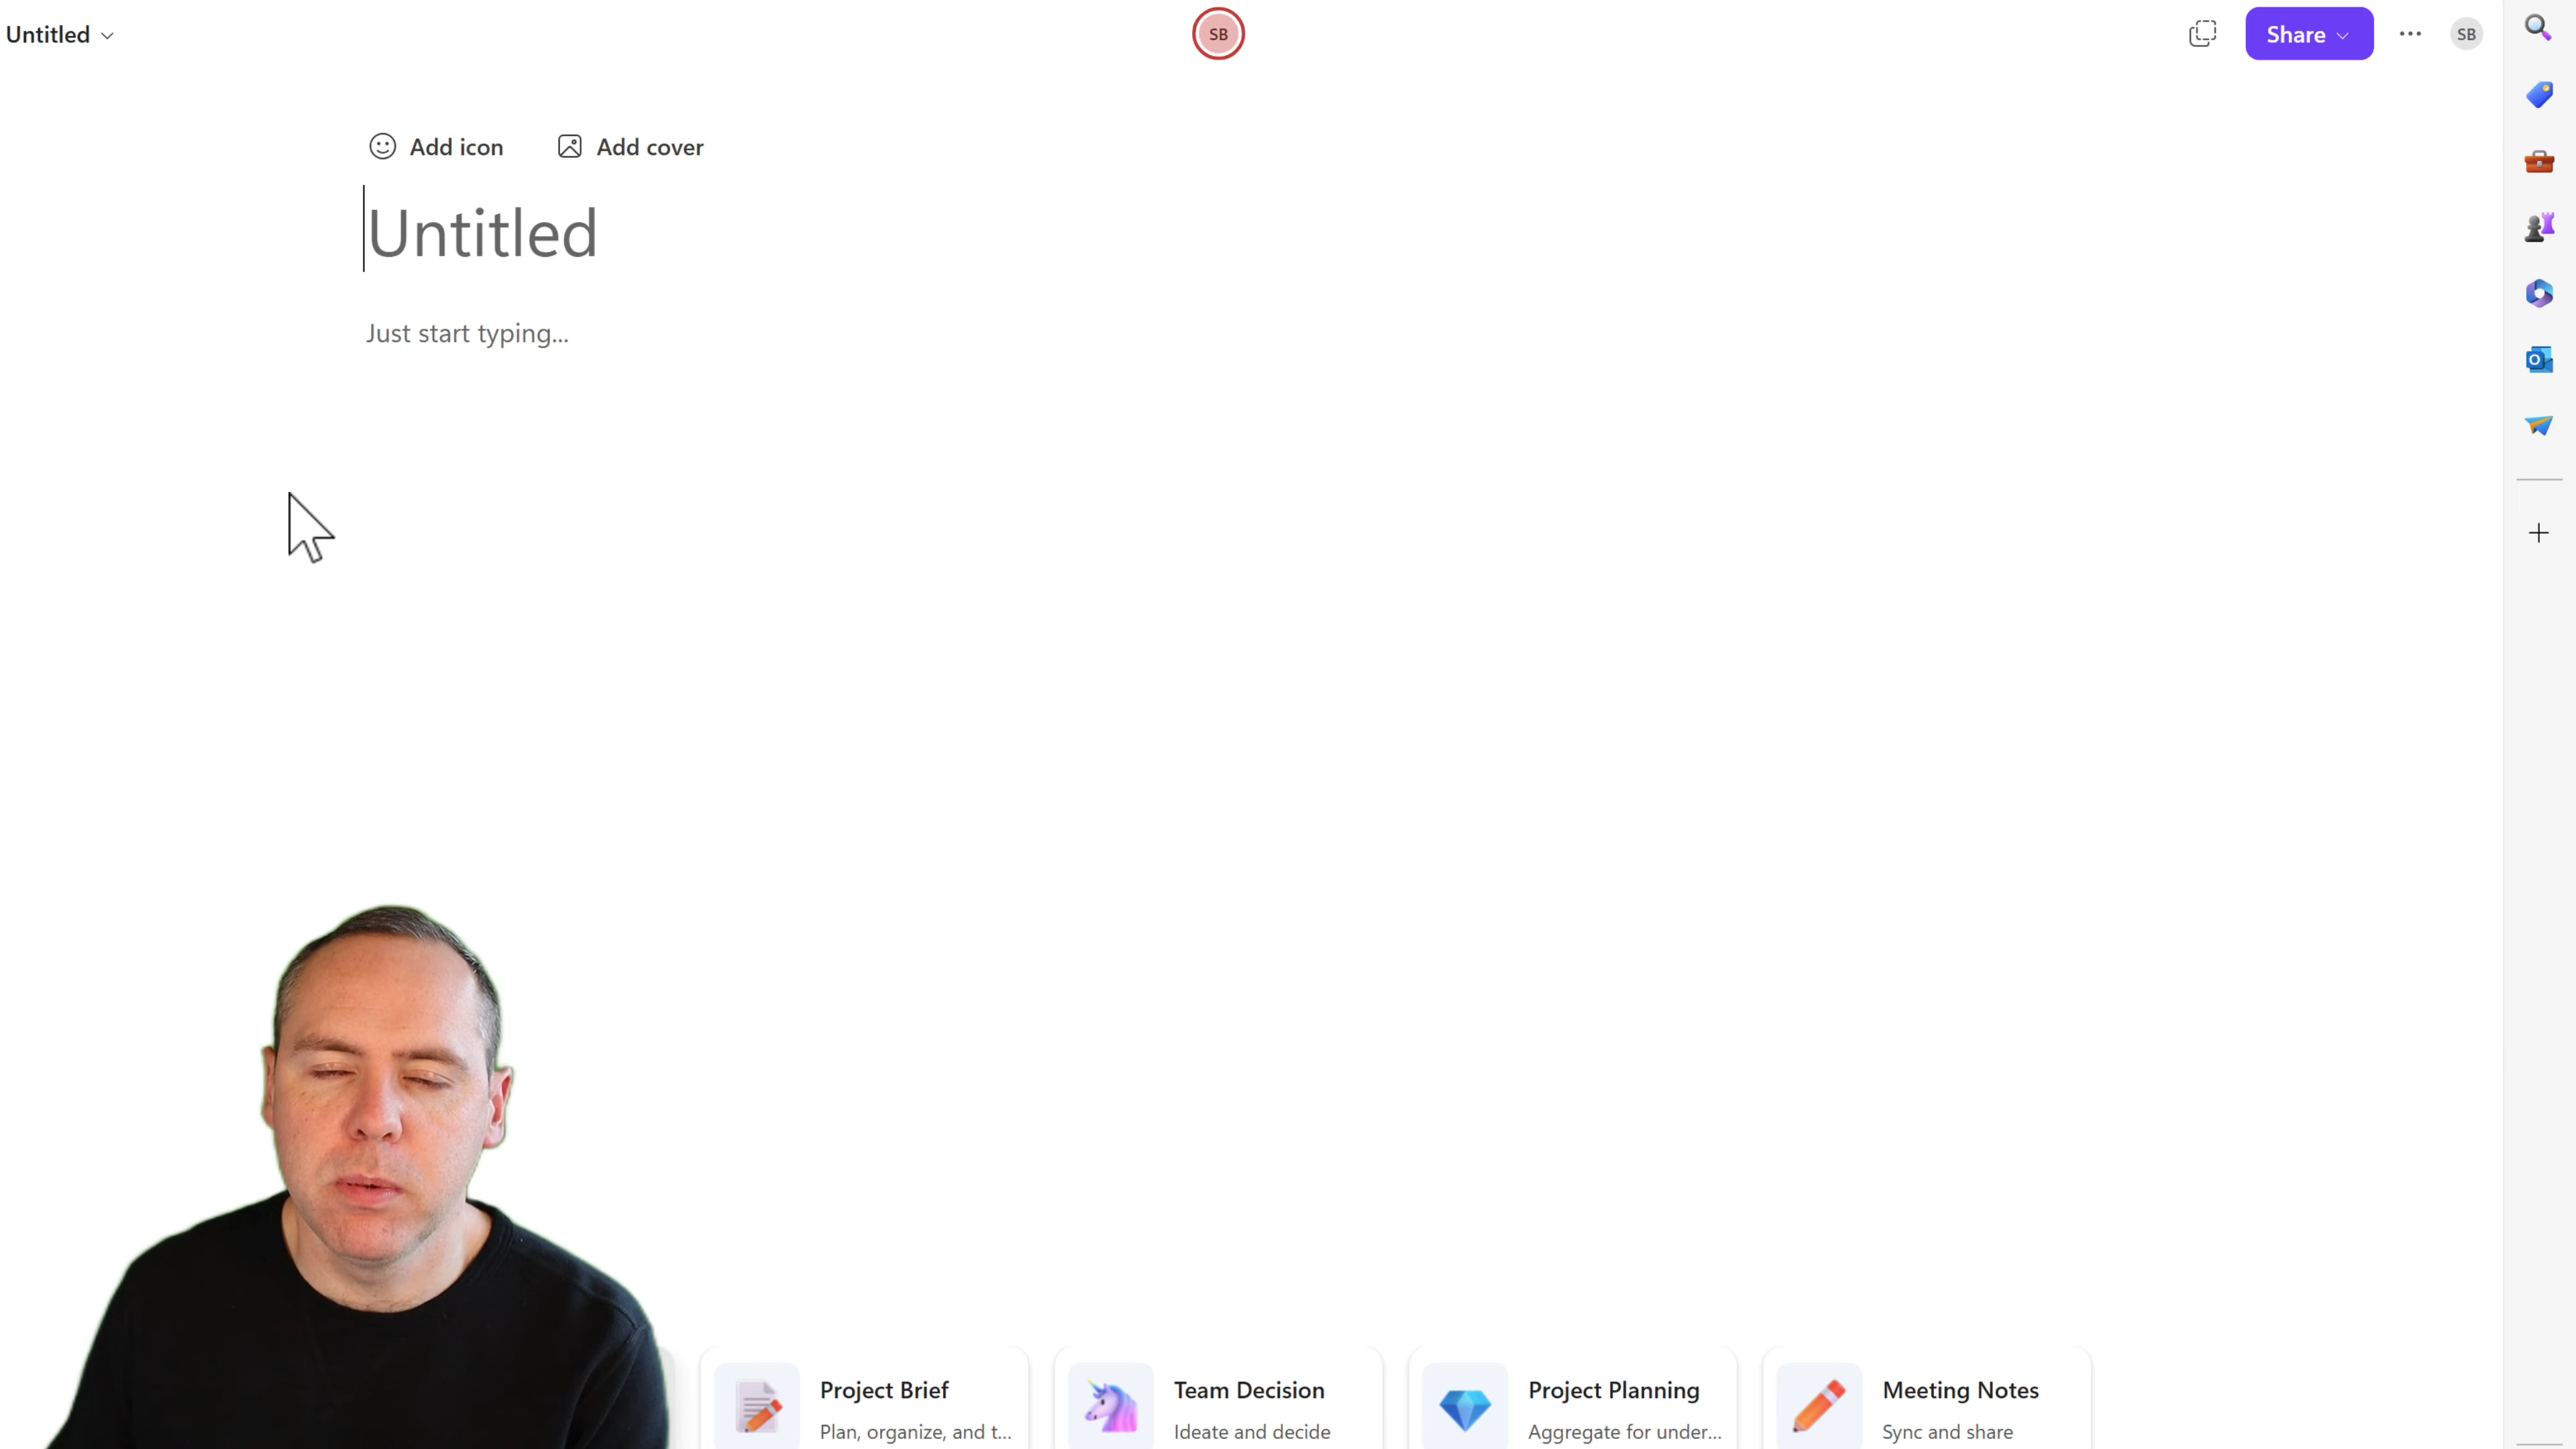 Untitled
SB
Share
SB
Add icon
Add cover
Untitled
Just start typing...
Project Brief
Plan, organize, and t...
Team Decision
Ideate and decide
Project Planning
Aggregate for under...
Meeting Notes
Sync and share